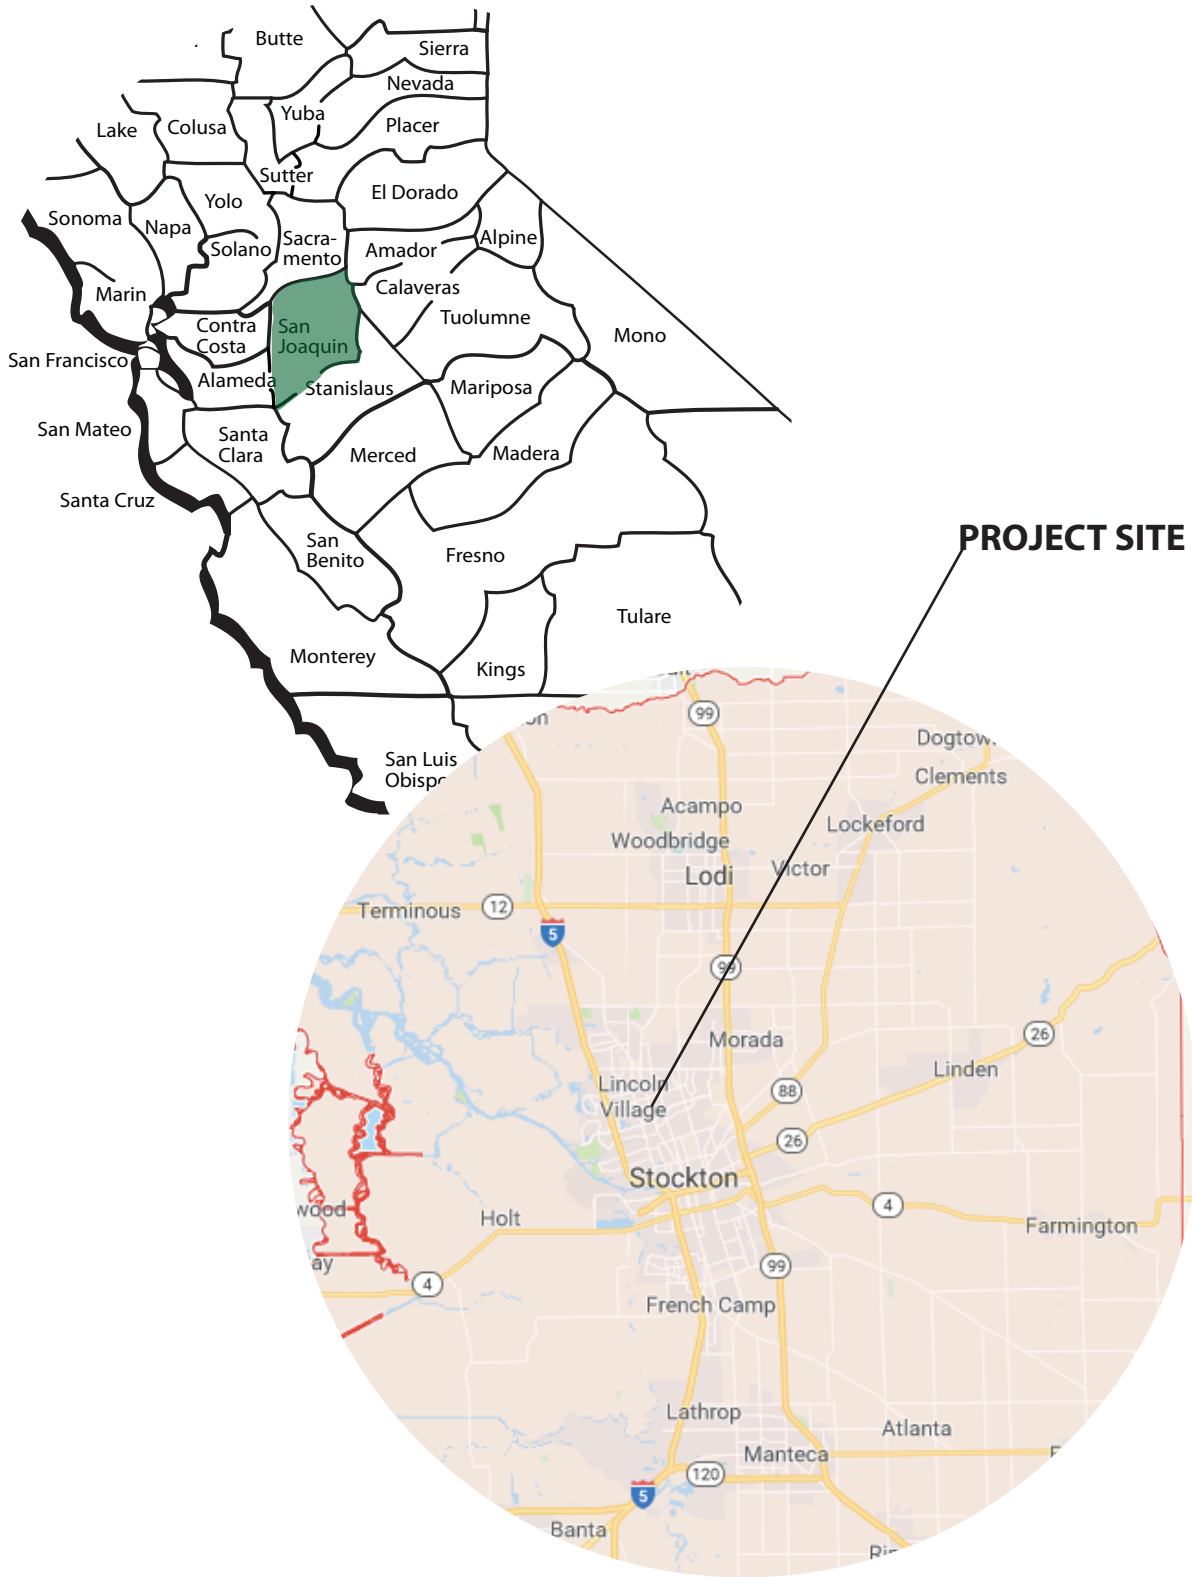 Butte
Sierra
Nevada
Yuba
Placer
Lake
Colusa
Sutter
El Dorado
Yolo
Sonoma
Napa
Solano
Sacra-
mento
Amador
Alpine
Marin
Calaveras
Tuolumne
Mono
Contra
Costa
San
Joaquin
San Francisco
Alameda
Stanislaus
Mariposa
San Mateo
Santa
Clara
Merced
Madera
Santa Cruz
San
Benito
Fresno
PROJECT SITE
Tulare
Monterey
Kings
San Luis
Obispo
99
Dogtow
Clements
Acampo
Woodbridge
Lockeford
Lodi
Victor
Terminous
12
5
99
Morada
26
Linden
Lincoln
Village
88
26
Stockton
wood
Holt
4
Farmington
ay
4
99
French Camp
Lathrop
Atlanta
Manteca
120
5
Banta